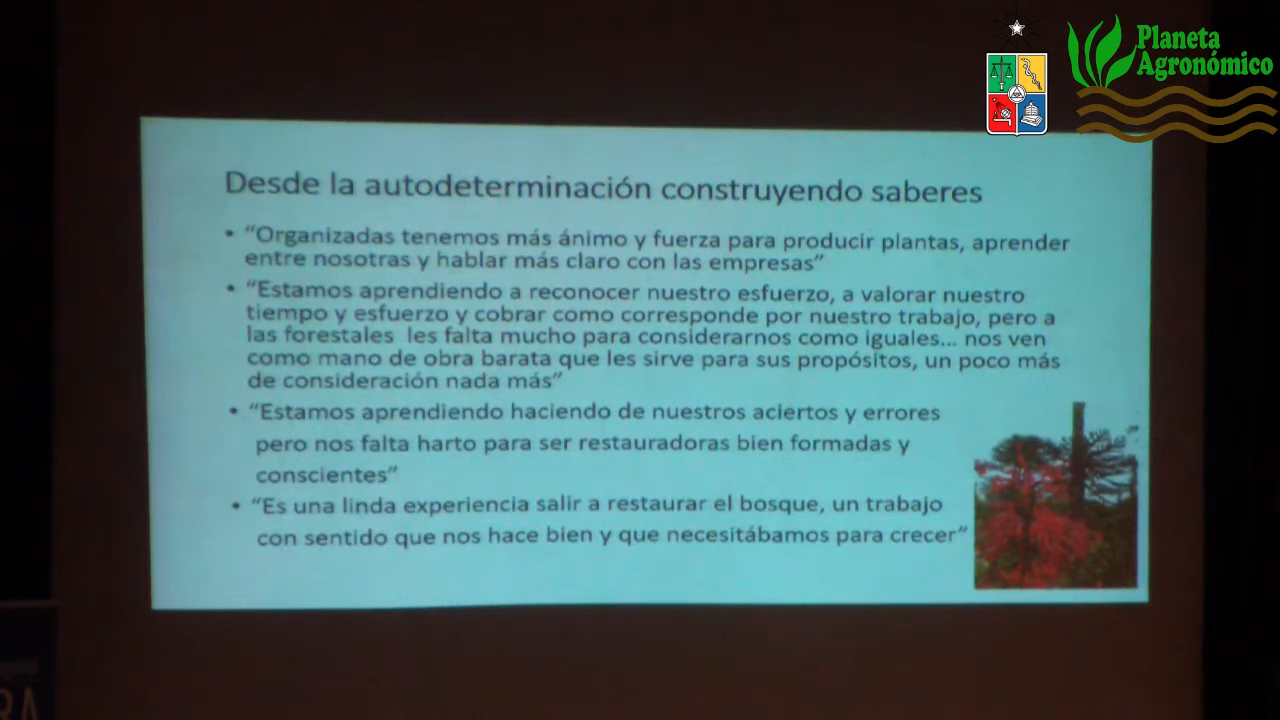 Planeta
Agronómico
Desde la autodeterminación construyendo saberes
• “Organizadas tenemos más ánimo y fuerza para producir plantas, aprender
entre nosotras y hablar más claro con las empresas”
• “Estamos aprendiendo a reconocer nuestro esfuerzo, a valorar nuestro
tiempo y esfuerzo y cobrar como corresponde por nuestro trabajo, pero a
las forestales les falta mucho para considerarnos como iguales... nos ven
como mano de obra barata que les sirve para sus propósitos, un poco más
de consideración nada más”
• “Estamos aprendiendo haciendo de nuestros aciertos y errores
pero nos falta harto para ser restauradoras bien formadas y
conscientes”
• “Es una linda experiencia salir a restaurar el bosque, un trabajo
con sentido que nos hace bien y que necesitábamos para crecer”
RA